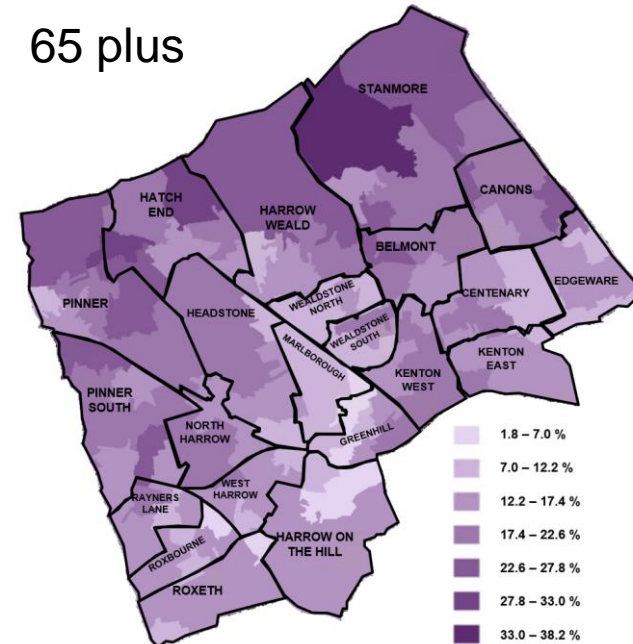 65 plus
STANMORE
HATCH
END
HARROW
WEALD
CANONS
BELMONT
PINNER
HEADSTONE
WEALDSTONE
NORTH
CENTENARY
EDGEWARE
WEALDSTONE
SOUTH
MARLBOROUGH
KENTON
EAST
PINNER
SOUTH
KENTON
WEST
NORTH
HARROW
GREENHILL
WEST
HARROW
RAYNERS
LANE
HARROW ON
THE HILL
ROXBOURNE
ROXETH
1.8 – 7.0 %
7.0 – 12.2 %
12.2 – 17.4 %
17.4 – 22.6 %
22.6 – 27.8 %
27.8 – 33.0 %
33.0 – 38.2 %